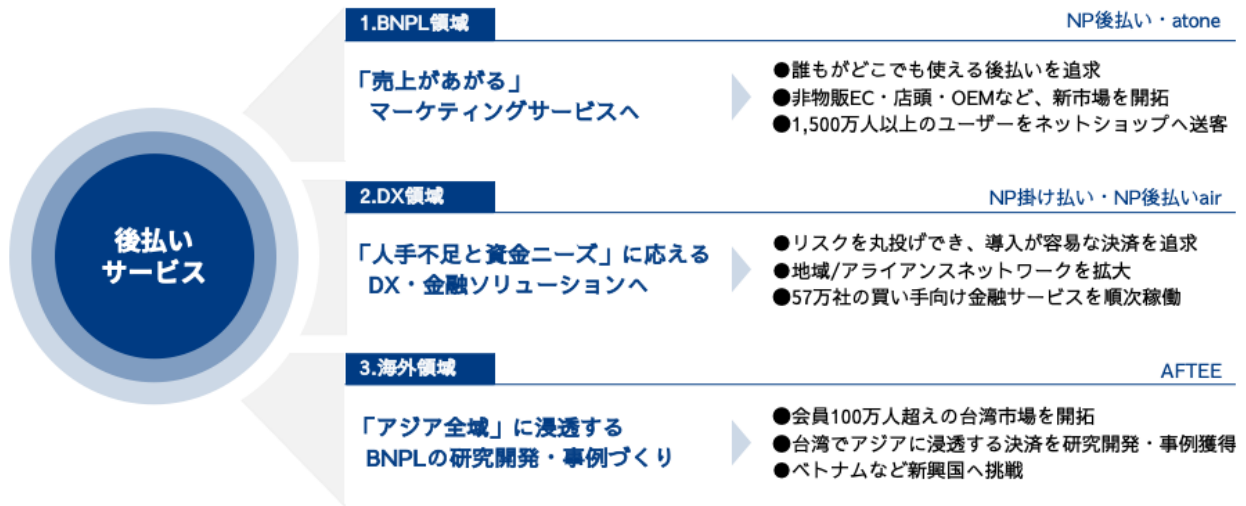 後払い
サービス
1.BNPL領域
NP後払い・atone
「売上があがる」
マーケティングサービスへ
●誰もがどこでも使える後払いを追求
●非物販EC・店頭・OEMなど、新市場を開拓
●1,500万人以上のユーザーをネットショップへ送客
2.DX領域
NP掛け払い・NP後払いair
「人手不足と資金ニーズ」に応える
DX・金融ソリューションへ
●リスクを丸投げでき、導入が容易な決済を追求
●地域/アライアンスネットワークを拡大
●57万社の買い手向け金融サービスを順次稼働
3.海外領域
AFTEE
「アジア全域」に浸透する
BNPLの研究開発・事例づくり
●会員100万人超えの台湾市場を開拓
●台湾でアジアに浸透する決済を研究開発・事例獲得
●ベトナムなど新興国へ挑戦